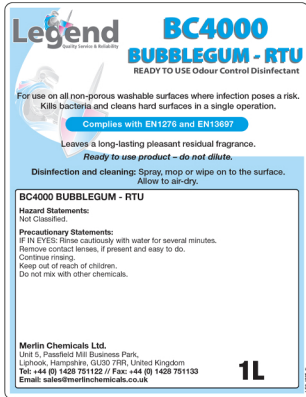 Legend
Quality Service & Reliability
BC4000
BUBBLEGUM - RTU
READY TO USE Odour Control Disinfectant
For use on all non-porous washable surfaces where infection poses a risk.
Kills bacteria and cleans hard surfaces in a single operation.
Complies with EN1276 and EN13697
Leaves a long-lasting pleasant residual fragrance.
Ready to use product – do not dilute.
Disinfection and cleaning: Spray, mop or wipe on to the surface.
Allow to air-dry.
BC4000 BUBBLEGUM - RTU
Hazard Statements:
Not Classified.
Precautionary Statements:
IF IN EYES: Rinse cautiously with water for several minutes.
Remove contact lenses, if present and easy to do.
Continue rinsing.
Keep out of reach of children.
Do not mix with other chemicals.
Merlin Chemicals Ltd.
Unit 5, Passfield Mill Business Park,
Liphook, Hampshire, GU30 7RR, United Kingdom
Tel: +44 (0) 1428 751122 // Fax: +44 (0) 1428 751133
Email: sales@merlinchemicals.co.uk
1L